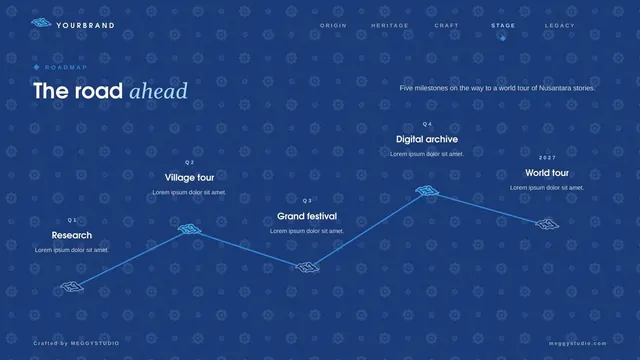 YOURBRAND
ORIGIN HERITAGE CRAFT STAGE LEGACY
ROADMAP
The road ahead
Five milestones on the way to a world tour of Nusantara stories.
Q1
Research
Lorem ipsum dolor sit amet.
Q2
Village tour
Lorem ipsum dolor sit amet.
Q3
Grand festival
Lorem ipsum dolor sit amet.
Q4
Digital archive
Lorem ipsum dolor sit amet.
2027
World tour
Lorem ipsum dolor sit amet.
Crafted by MEGGYSTUDIO
meggystudio.com